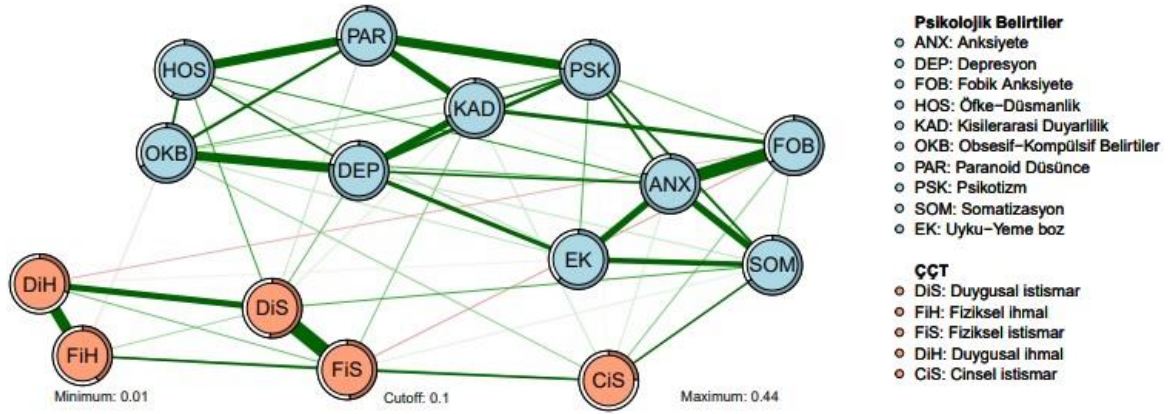 PAR
HOS
PSK
KAD
FOB
OKB
DEP
ANX
EK
SOM
DiH
DiS
FiH
FiS
CiS
Minimum: 0.01
Cutoff: 0.1
Maximum: 0.44
Psikolojik Belirtiler
ANX: Anksiyete
DEP: Depresyon
FOB: Fobik Anksiyete
HOS: Öfke−Düsmanlik
KAD: Kisilerarasi Duyarlilik
OKB: Obsesif−Kompülsif Belirtiler
PAR: Paranoid Düsünce
PSK: Psikotizm
SOM: Somatizasyon
EK: Uyku−Yeme boz
ÇÇT
DiS: Duygusal istismar
FiH: Fiziksel ihmal
FiS: Fiziksel istismar
DiH: Duygusal ihmal
CiS: Cinsel istismar